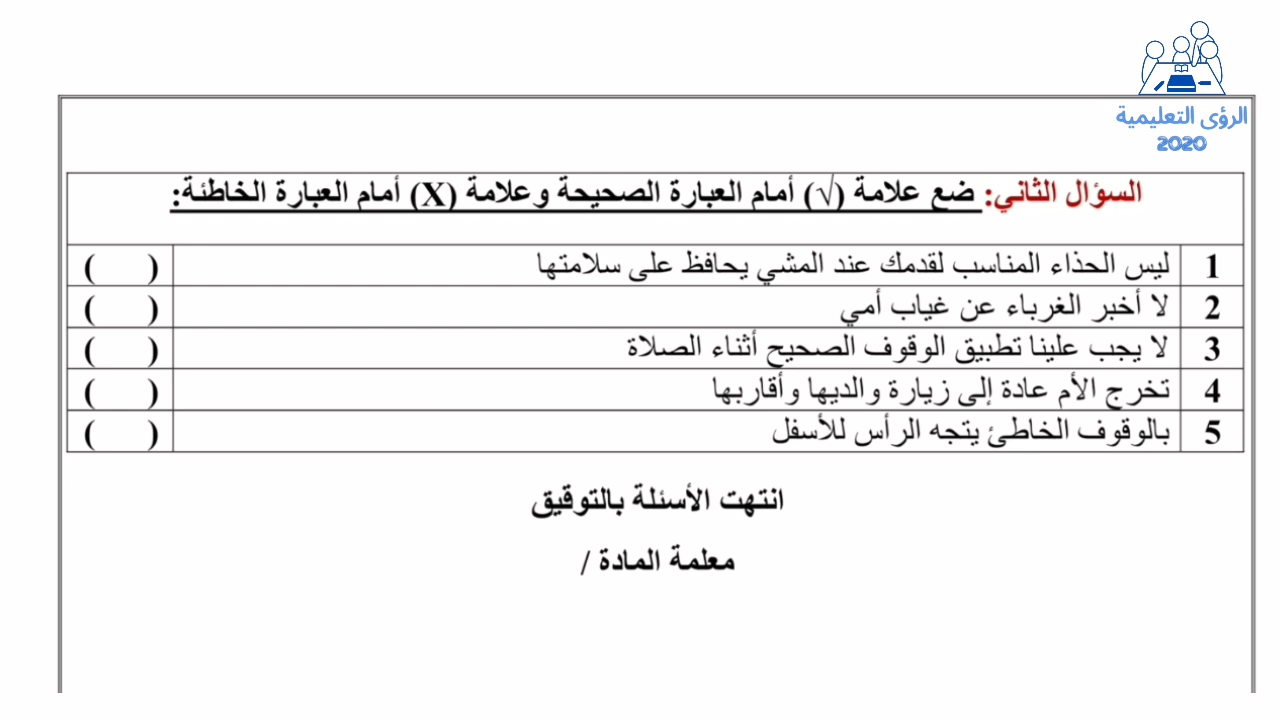 الرؤى التعليمية
2020
السؤال الثاني: ضع علامة (√) أمام العبارة الصحيحة وعلامة (X) أمام العبارة الخاطئة:
1 ليس الحذاء المناسب لقدمك عند المشي يحافظ على سلامتها ( )
2 لا أخبر الغرباء عن غياب أمي ( )
3 لا يجب علينا تطبيق الوقوف الصحيح أثناء الصلاة ( )
4 تخرج الأم عادة إلى زيارة والديها وأقاربها ( )
5 بالوقوف الخاطئ يتجه الرأس للأسفل ( )
انتهت الأسئلة بالتوقيق
معلمة المادة /